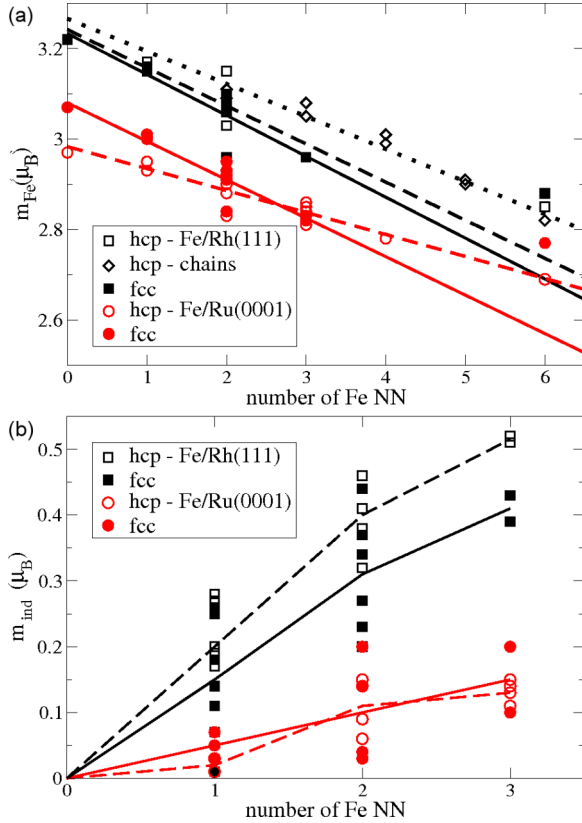 (a)
3.2
3
2.8
2.6
m_Fe(μ_B)
hcp - Fe/Rh(111)
hcp - chains
fcc
hcp - Fe/Ru(0001)
fcc
0 1 2 3 4 5 6
number of Fe NN
(b)
0.5
0.4
0.3
0.2
0.1
0
m_ind (μ_B)
hcp - Fe/Rh(111)
fcc
hcp - Fe/Ru(0001)
fcc
0 1 2 3
number of Fe NN